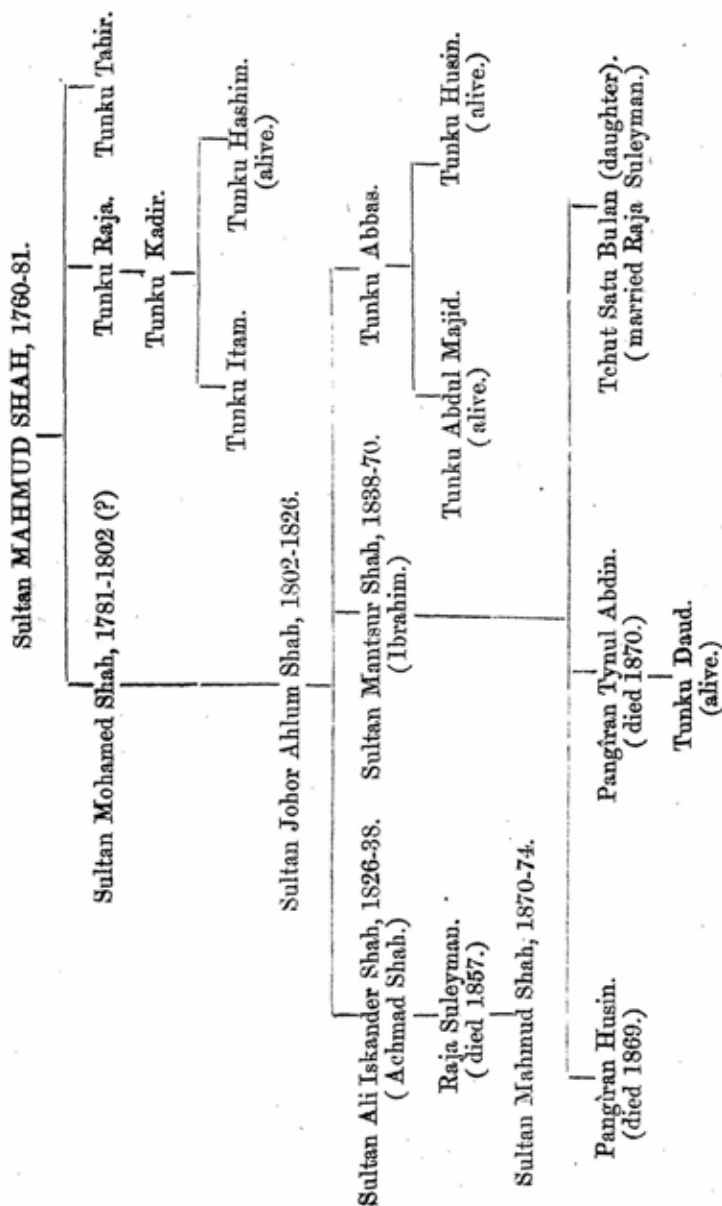 Sultan MAHMUD SHAH, 1760-81.
Sultan Mohamed Shah, 1781-1802 (?)
Tunku Raja.
Tunku Tahir.
Tunku Kadir.
Tunku Itam.
Tunku Hashim.
(alive.)
Sultan Johor Ahlum Shah, 1802-1826.
Sultan Ali Iskander Shah, 1826-38.
(Achmad Shah.)
Sultan Mantsur Shah, 1838-70.
(Ibrahim.)
Tunku Abbas.
Raja Suleyman.
(died 1857.)
Tunku Abdul Majid.
(alive.)
Tunku Husin.
(alive.)
Sultan Mahmud Shah, 1870-74.
Pangiran Husin.
(died 1869.)
Pangiran Tynul Abdin.
(died 1870.)
Tchut Satu Bulan (daughter).
(married Raja Suleyman.)
Tunku Daud.
(alive.)